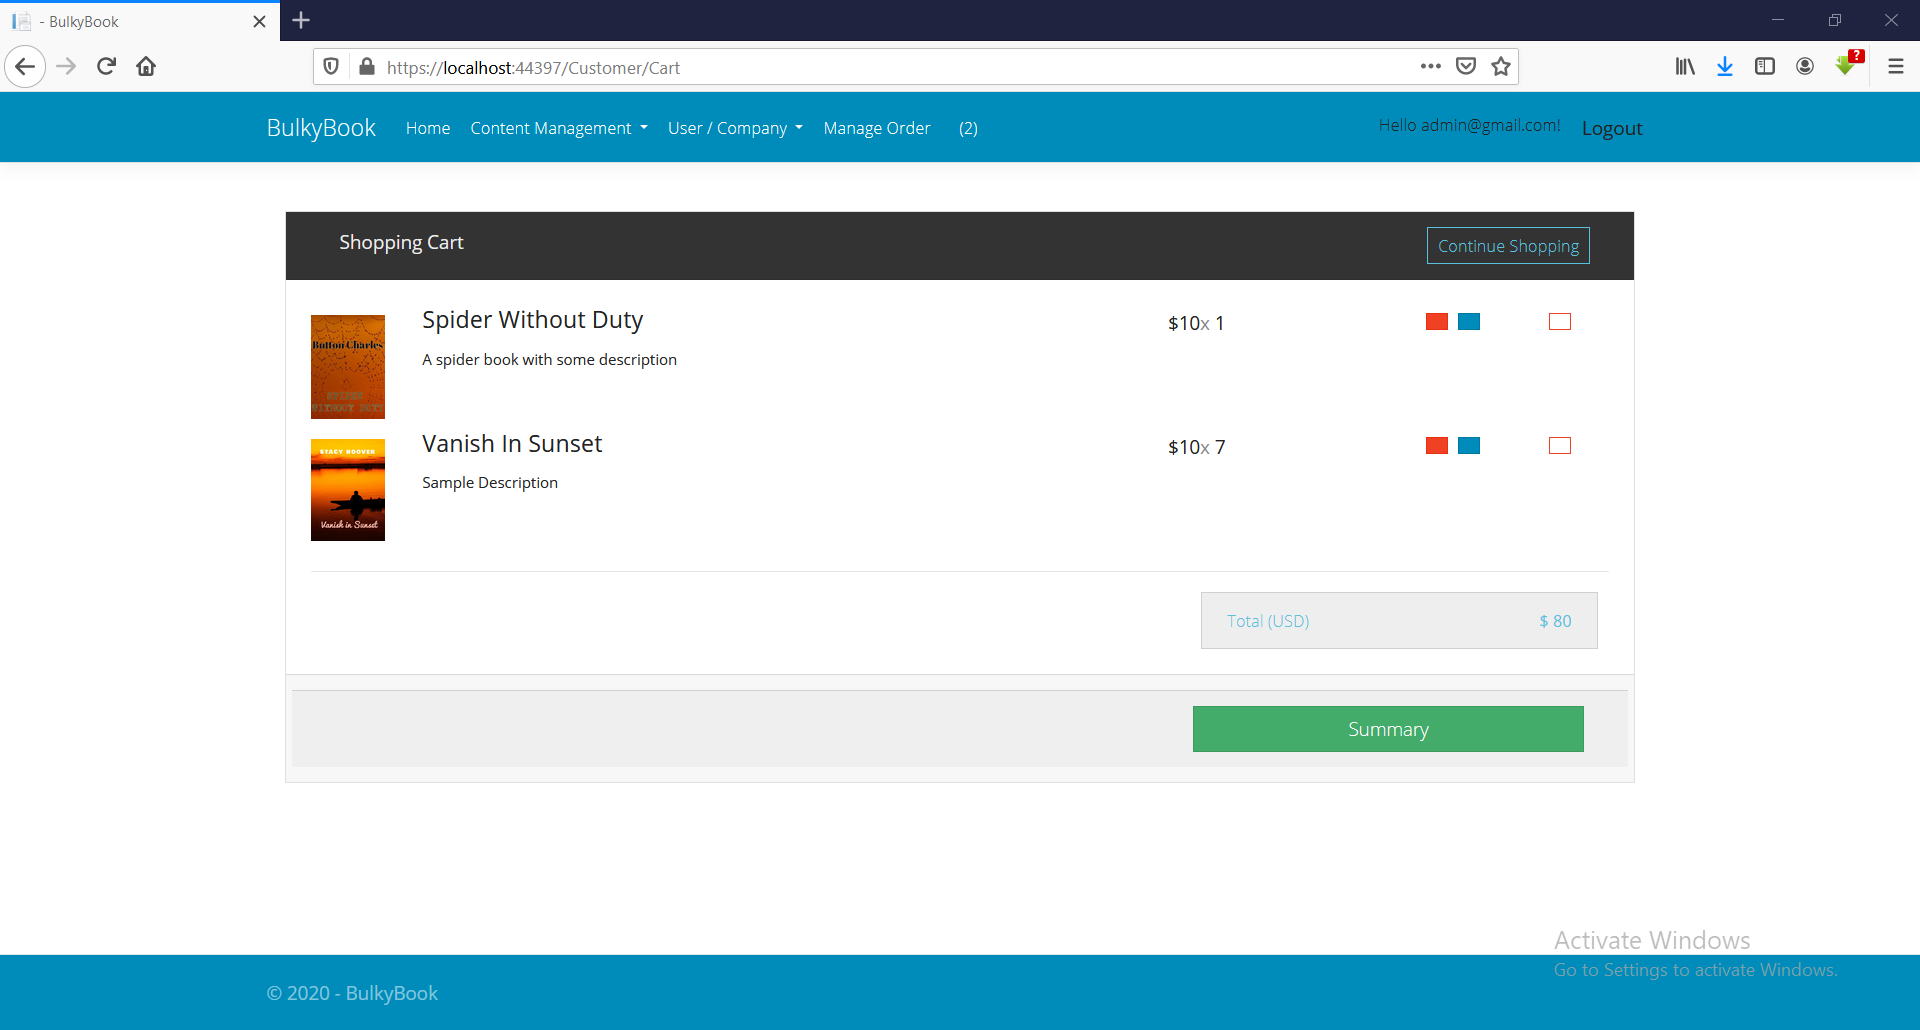 - BulkyBook
https://localhost:44397/Customer/Cart
?
BulkyBook Home Content Management User / Company Manage Order (2) Hello admin@gmail.com! Logout
Shopping Cart Continue Shopping
Spider Without Duty $10x 1
A spider book with some description
Button Charles
SPIDER
WITHOUT DUTY
Vanish In Sunset $10x 7
Sample Description
STACY HOOVER
Vanish in Sunset
Total (USD) $ 80
Summary
Activate Windows
Go to Settings to activate Windows.
© 2020 - BulkyBook